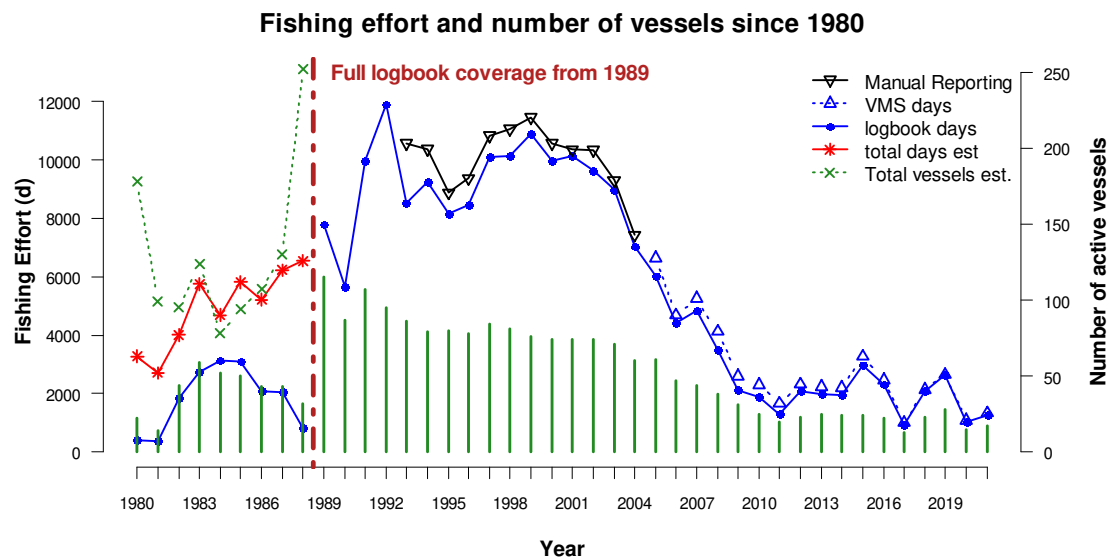 Fishing effort and number of vessels since 1980
Full logbook coverage from 1989
Manual Reporting
VMS days
logbook days
total days est
Total vessels est.
Fishing Effort (d)
12000
10000
8000
6000
4000
2000
0
250
200
150
100
50
0
Number of active vessels
1980 1983 1986 1989 1992 1995 1998 2001 2004 2007 2010 2013 2016 2019
Year